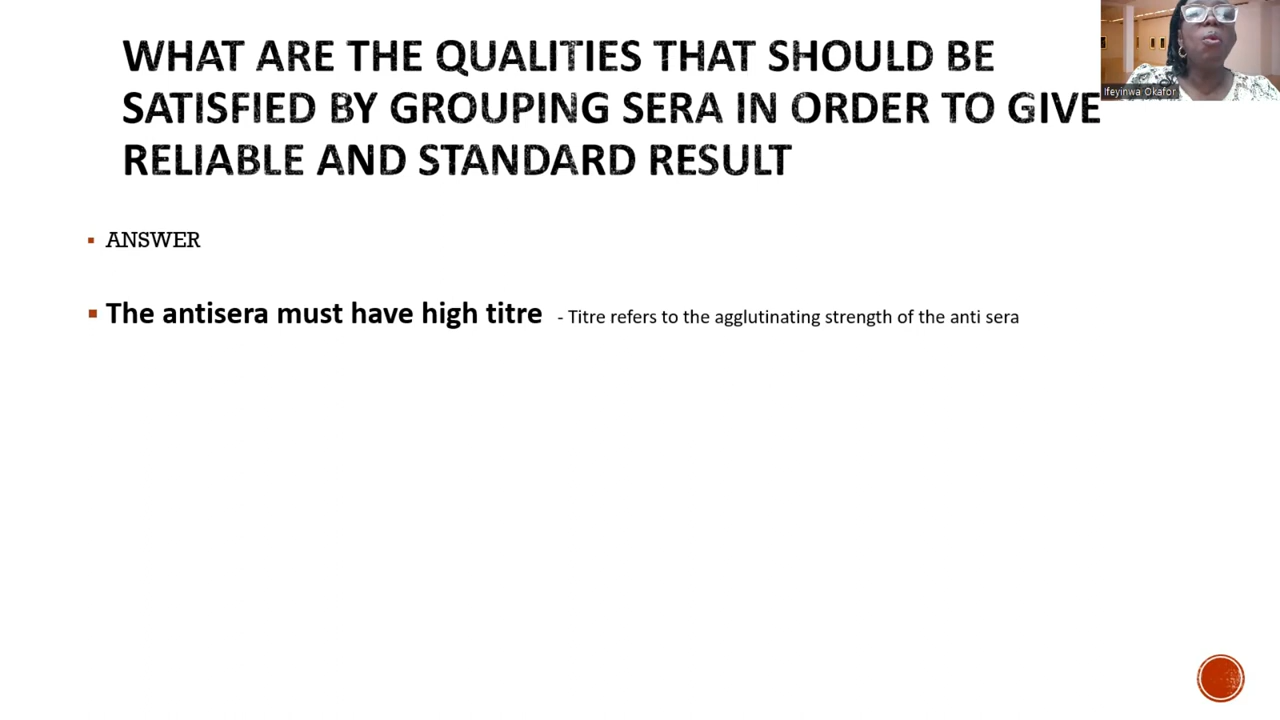 WHAT ARE THE QUALITIES THAT SHOULD BE
SATISFIED BY GROUPING SERA IN ORDER TO GIVE
RELIABLE AND STANDARD RESULT
Ifeyinwa Okafor
ANSWER
The antisera must have high titre - Titre refers to the agglutinating strength of the anti sera